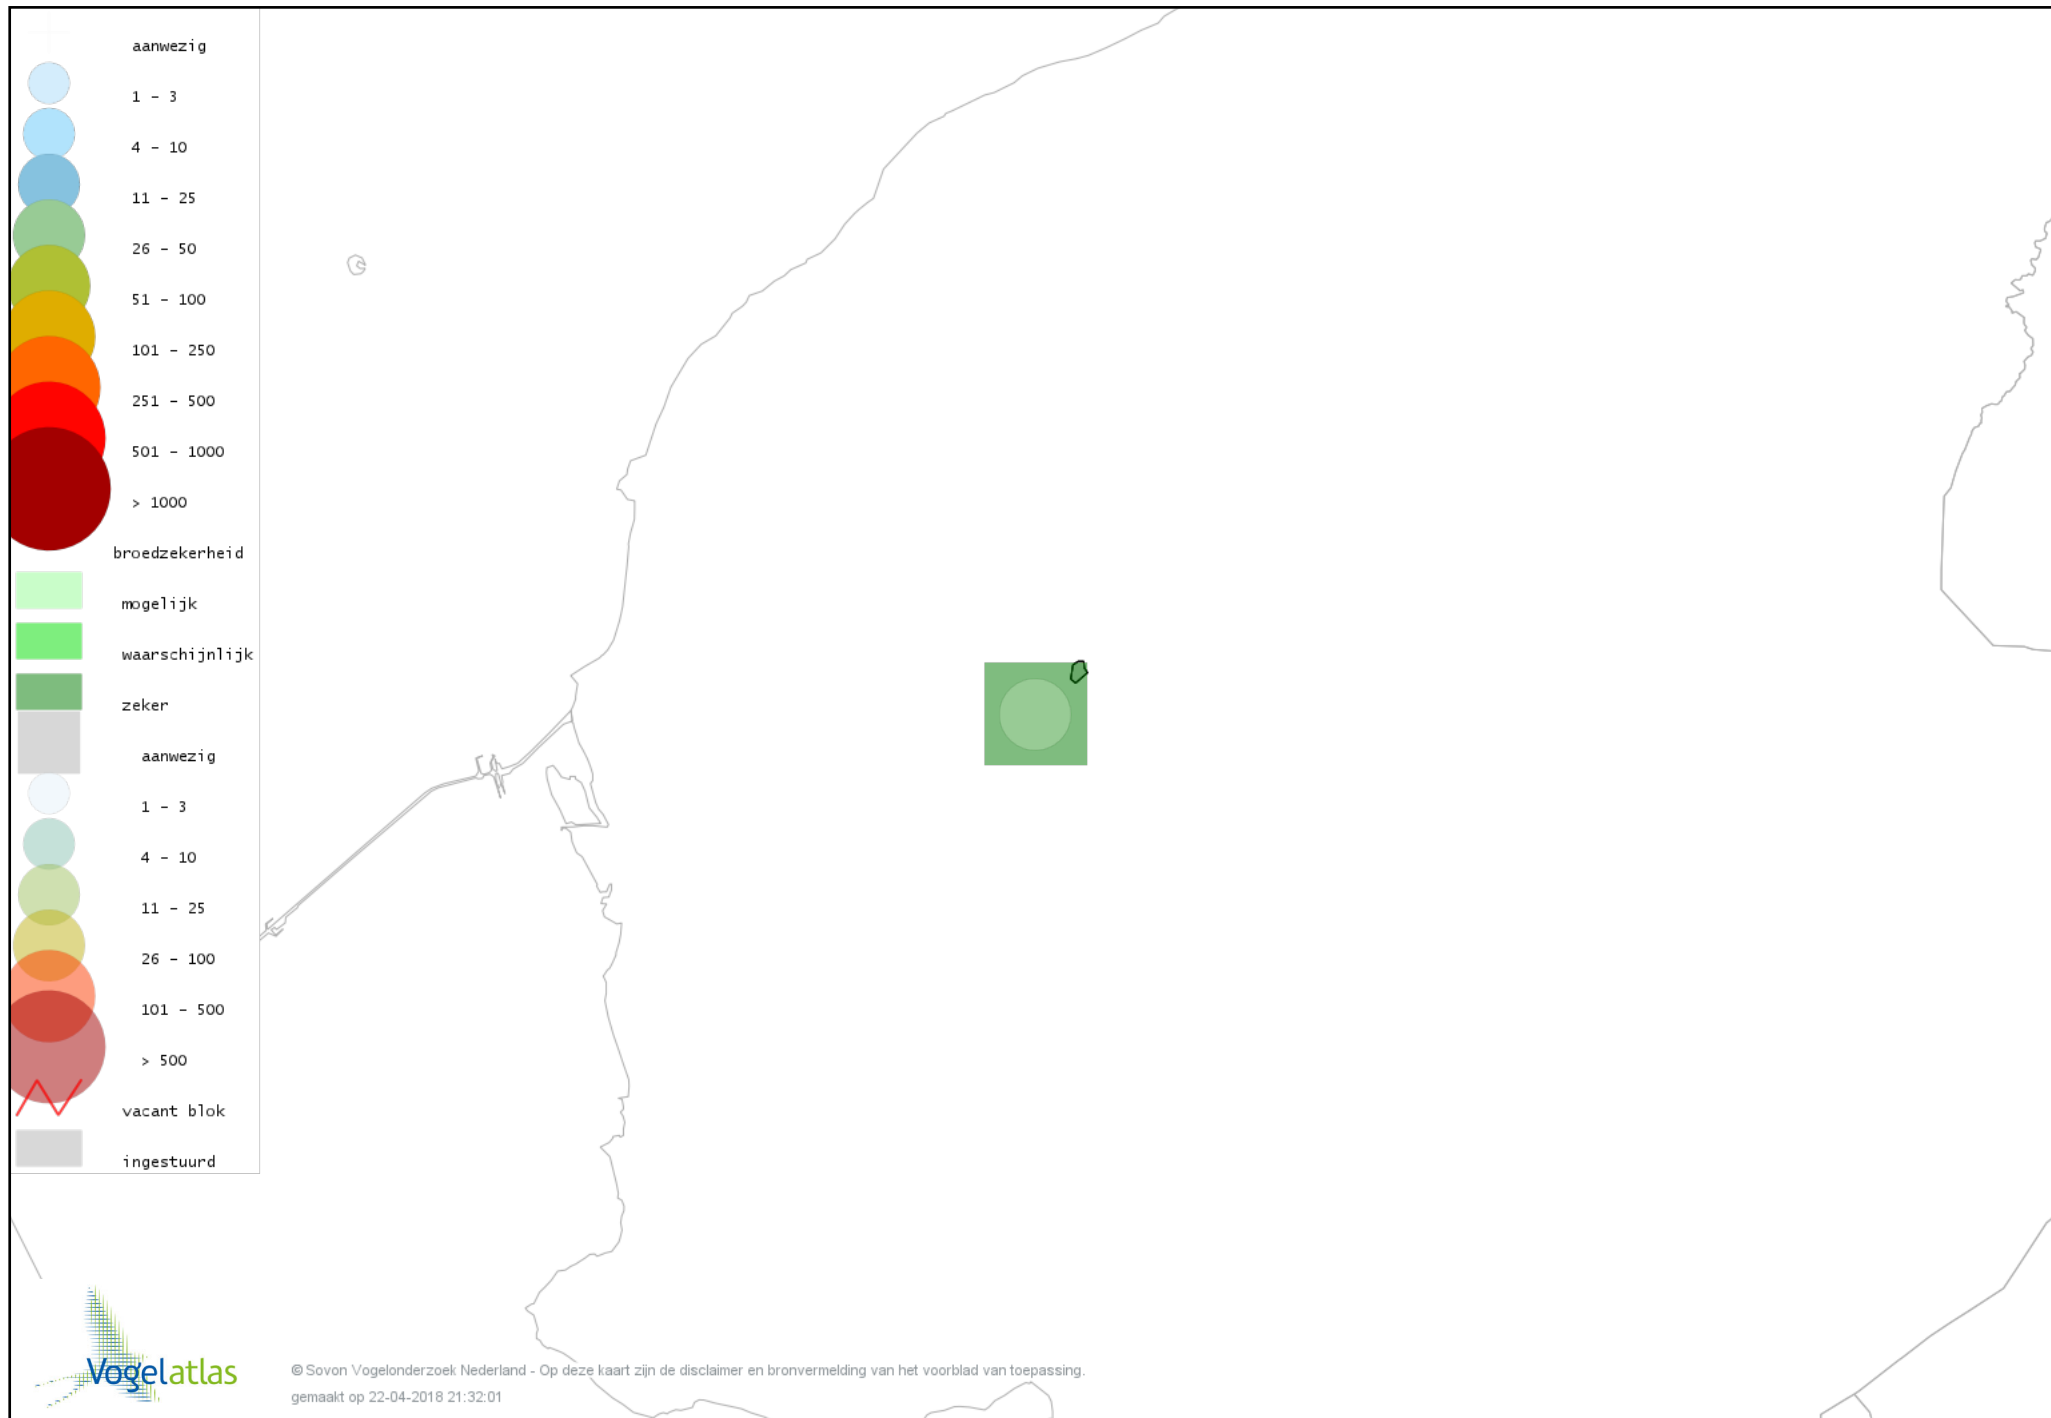 aanwezig
1 - 3
4 - 10
11 - 25
26 - 50
51 - 100
101 - 250
251 - 500
501 - 1000
> 1000
broedzekerheid
mogelijk
waarschijnlijk
zeker
aanwezig
1 - 3
4 - 10
11 - 25
26 - 100
101 - 500
> 500
vacant blok
ingestuurd
Vogelatlas
© Sovon Vogelonderzoek Nederland - Op deze kaart zijn de disclaimer en bronvermelding van het voorblad van toepassing.
gemaakt op 22-04-2018 21:32:01